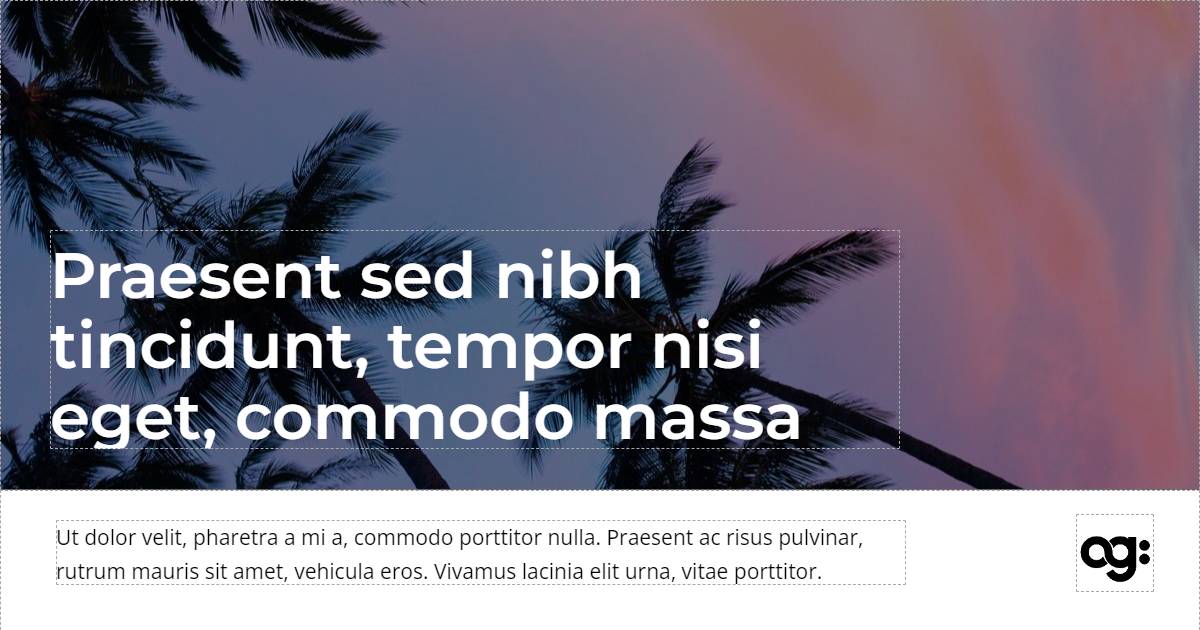 Praesent sed nibh
tincidunt, tempor nisi
eget, commodo massa
Ut dolor velit, pharetra a mi a, commodo porttitor nulla. Praesent ac risus pulvinar,
rutrum mauris sit amet, vehicula eros. Vivamus lacinia elit urna, vitae porttitor.
ag: